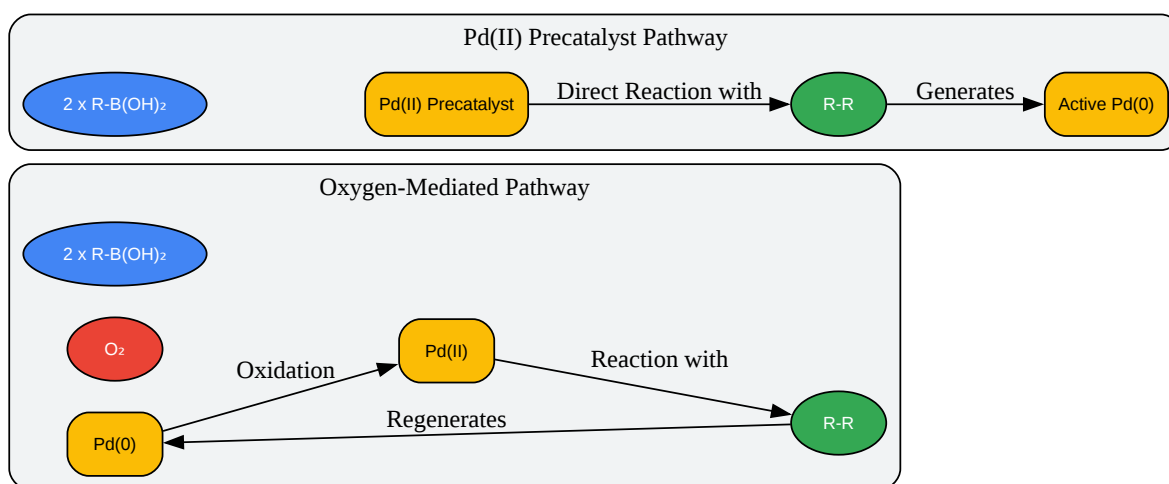 Pd(II) Precatalyst Pathway
2 x R-B(OH)₂
Pd(II) Precatalyst
Direct Reaction with
R-R
Generates
Active Pd(0)
Oxygen-Mediated Pathway
2 x R-B(OH)₂
O₂
Oxidation
Pd(II)
Reaction with
Regenerates
R-R
Pd(0)